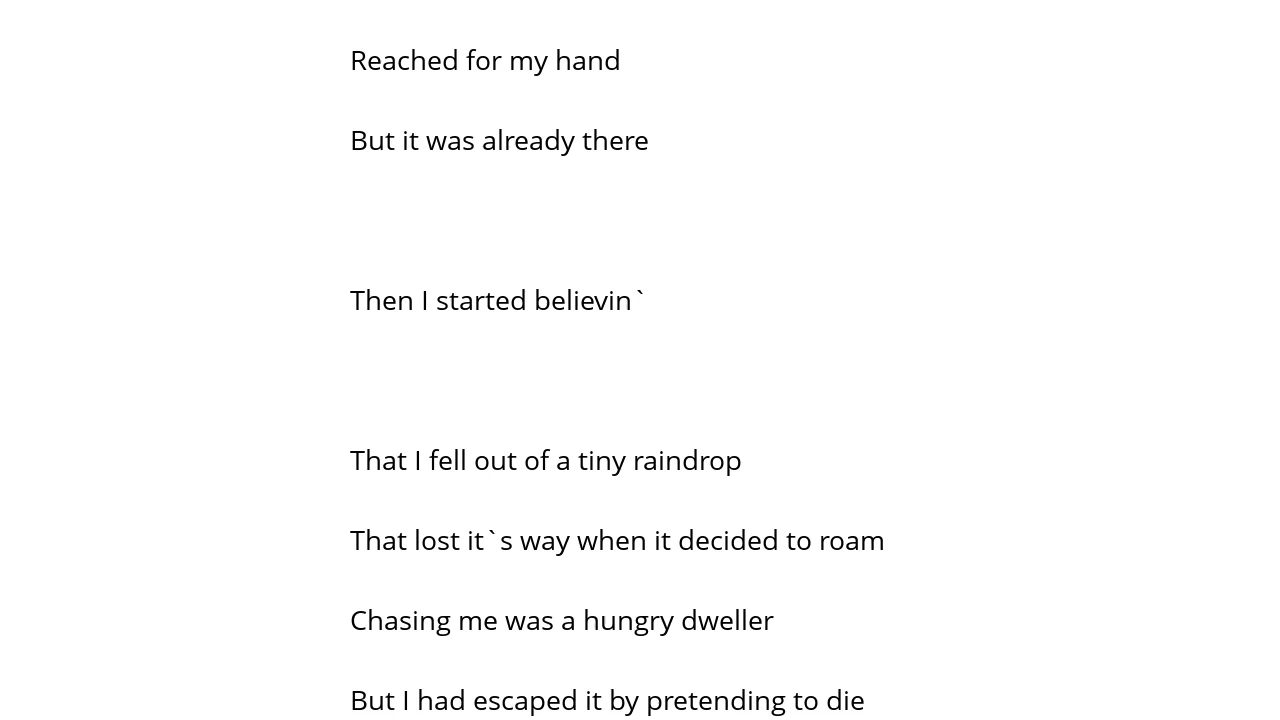 Reached for my hand
But it was already there
Then I started believin`
That I fell out of a tiny raindrop
That lost it`s way when it decided to roam
Chasing me was a hungry dweller
But I had escaped it by pretending to die